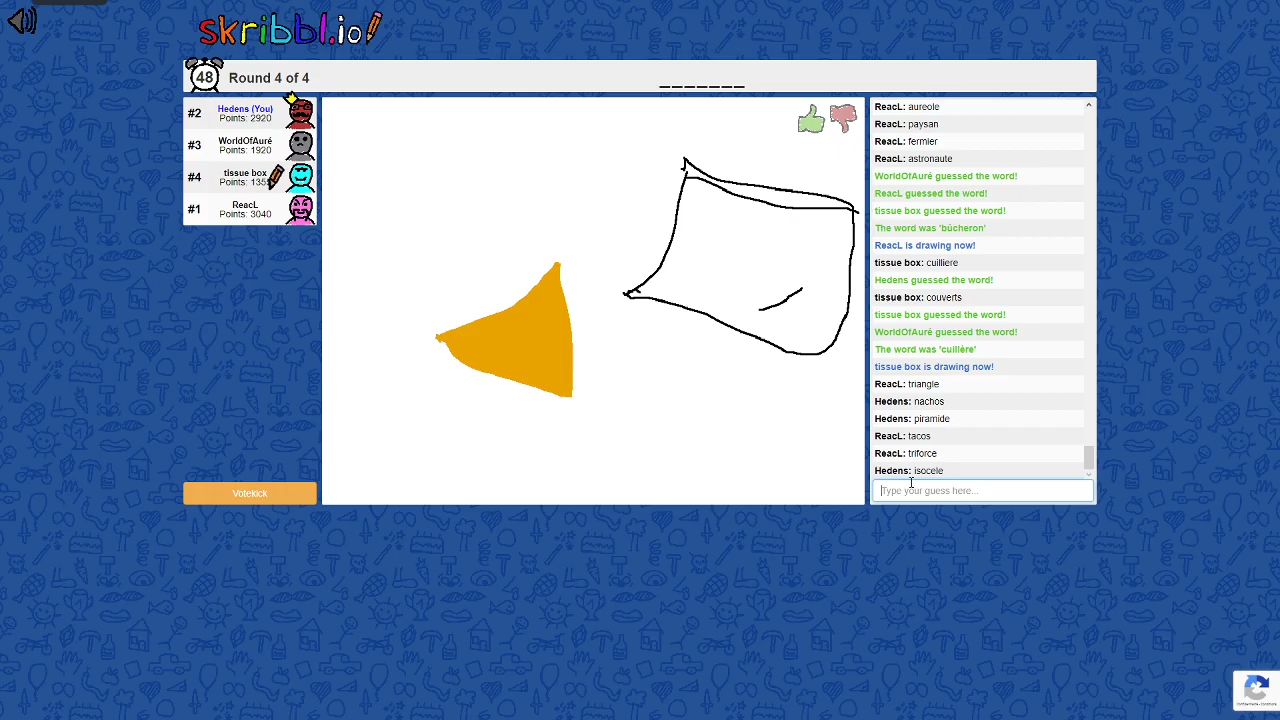 skribbl.io
48
Round 4 of 4
_ _ _ _ _ _ _
#2
Hedens (You)
Points: 2920
#3
WorldOfAuré
Points: 1920
#4
tissue box
#1
ReacL
Points: 3040
Votekick
ReacL: aureole
ReacL: paysan
ReacL: fermier
ReacL: astronaute
WorldOfAuré guessed the word!
ReacL guessed the word!
tissue box guessed the word!
The word was 'bûcheron'
ReacL is drawing now!
tissue box: cuilliere
Hedens guessed the word!
tissue box: couverts
tissue box guessed the word!
WorldOfAuré guessed the word!
The word was 'cuillère'
tissue box is drawing now!
ReacL: triangle
Hedens: nachos
Hedens: piramide
ReacL: tacos
ReacL: triforce
Hedens: isocele
Type your guess here...